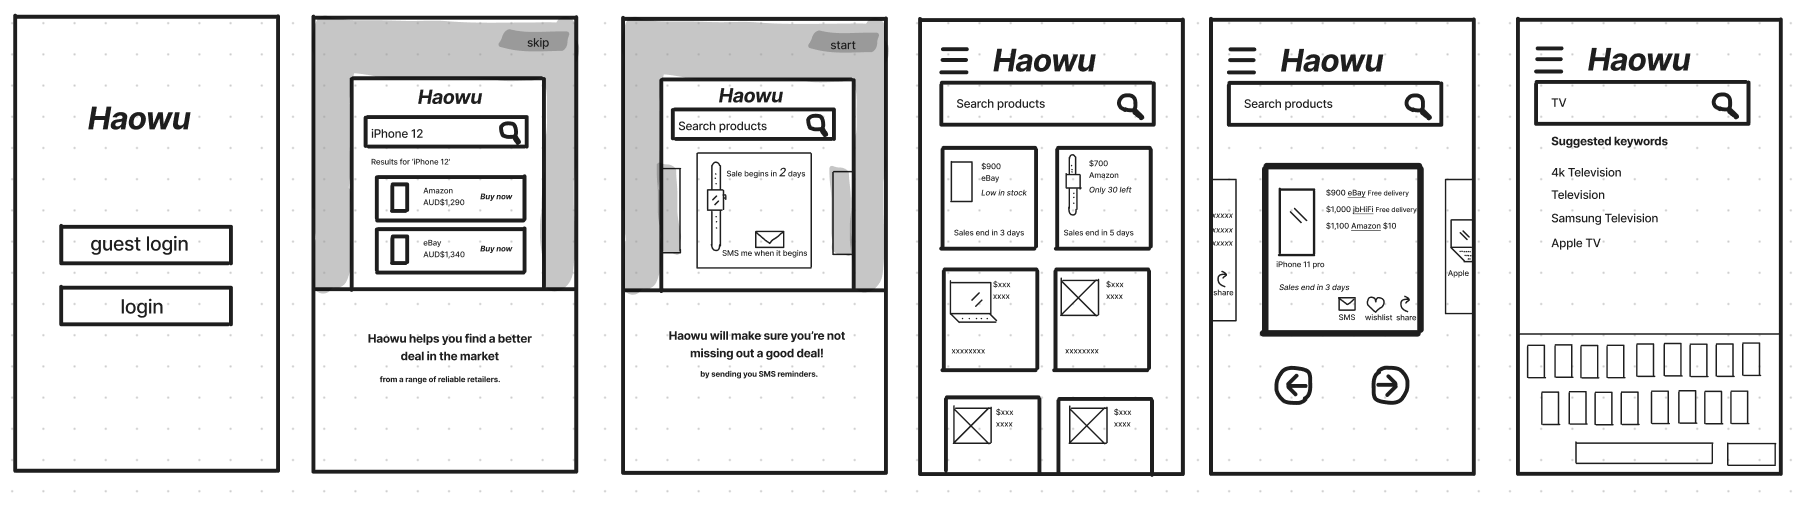 Haowu
guest login
login
skip
Haowu
iPhone 12
Results for 'iPhone 12'
Amazon
AUD$1,290
Buy now
eBay
AUD$1,340
Buy now
Haowu helps you find a better
deal in the market
from a range of reliable retailers.
start
Haowu
Search products
Sale begins in 2 days
SMS me when it begins
Haowu will make sure you're not
missing out a good deal!
by sending you SMS reminders.
Haowu
Search products
$900
eBay
Low in stock
Sales end in 3 days
$700
Amazon
Only 30 left
Sales end in 5 days
$xxx
xxxx
xxxxxxxx
$xxx
xxxx
xxxxxxxx
$xxx
xxxx
$xxx
xxxx
Haowu
Search products
xxxxx
xxxxx
xxxxx
share
$900 eBay Free delivery
$1,000 jbHiFi Free delivery
$1,100 Amazon $10
iPhone 11 pro
Sales end in 3 days
SMS wishlist share
Apple
Haowu
TV
Suggested keywords
4k Television
Television
Samsung Television
Apple TV